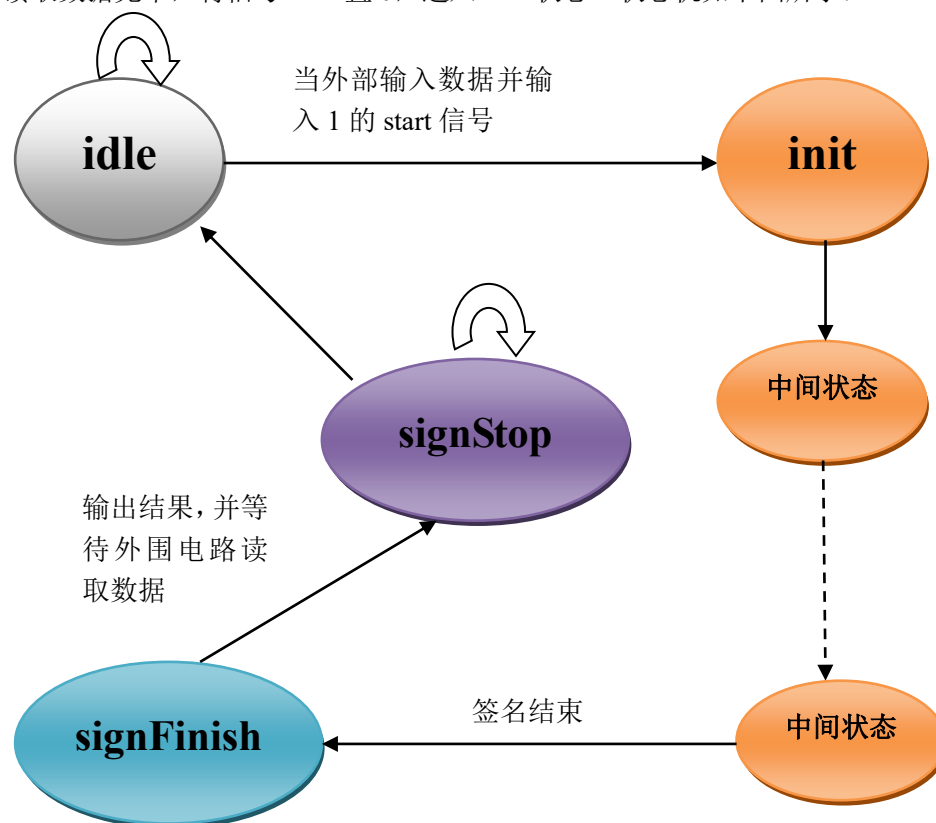 当外部输入数据并输
入 1 的 start 信号
idle
init
中间状态
signStop
输出结果，并等
待外围电路读
取数据
签名结束
signFinish
中间状态